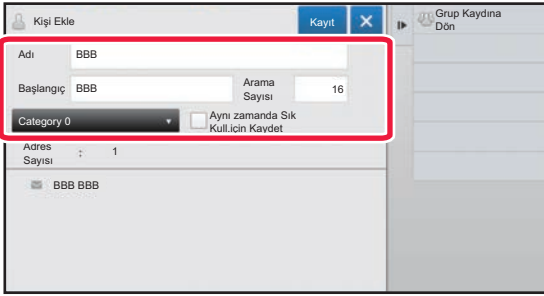 Kişi Ekle
Kayıt
Grup Kaydına
Dön
Adı
BBB
Başlangıç
BBB
Arama
Sayısı
16
Category 0
Aynı zamanda Sık
Kull.için Kaydet
Adres
Sayısı
:
1
BBB BBB